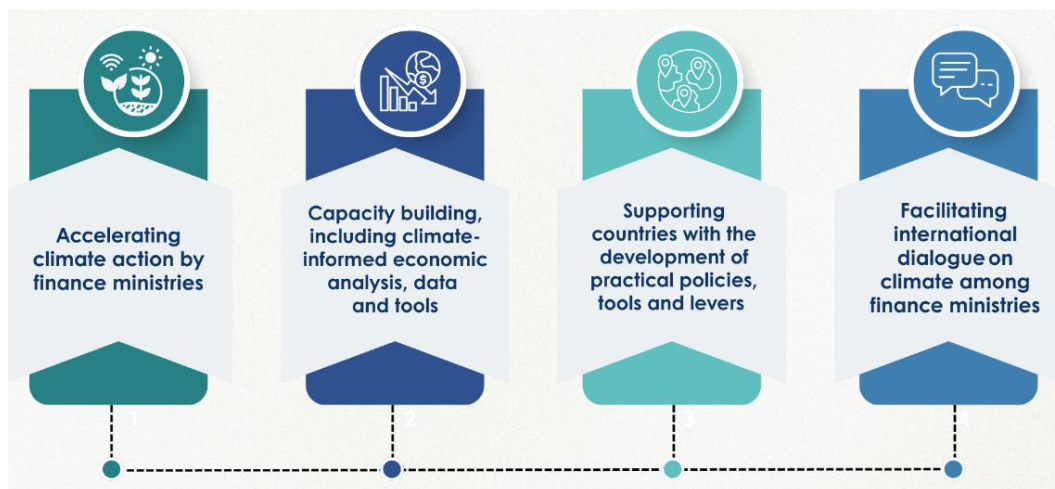 Accelerating
climate action by
finance ministries
Capacity building,
including climate-
informed economic
analysis, data
and tools
Supporting
countries with the
development of
practical policies,
tools and levers
Facilitating
international
dialogue on
climate among
finance ministries
1
2
3
4
$